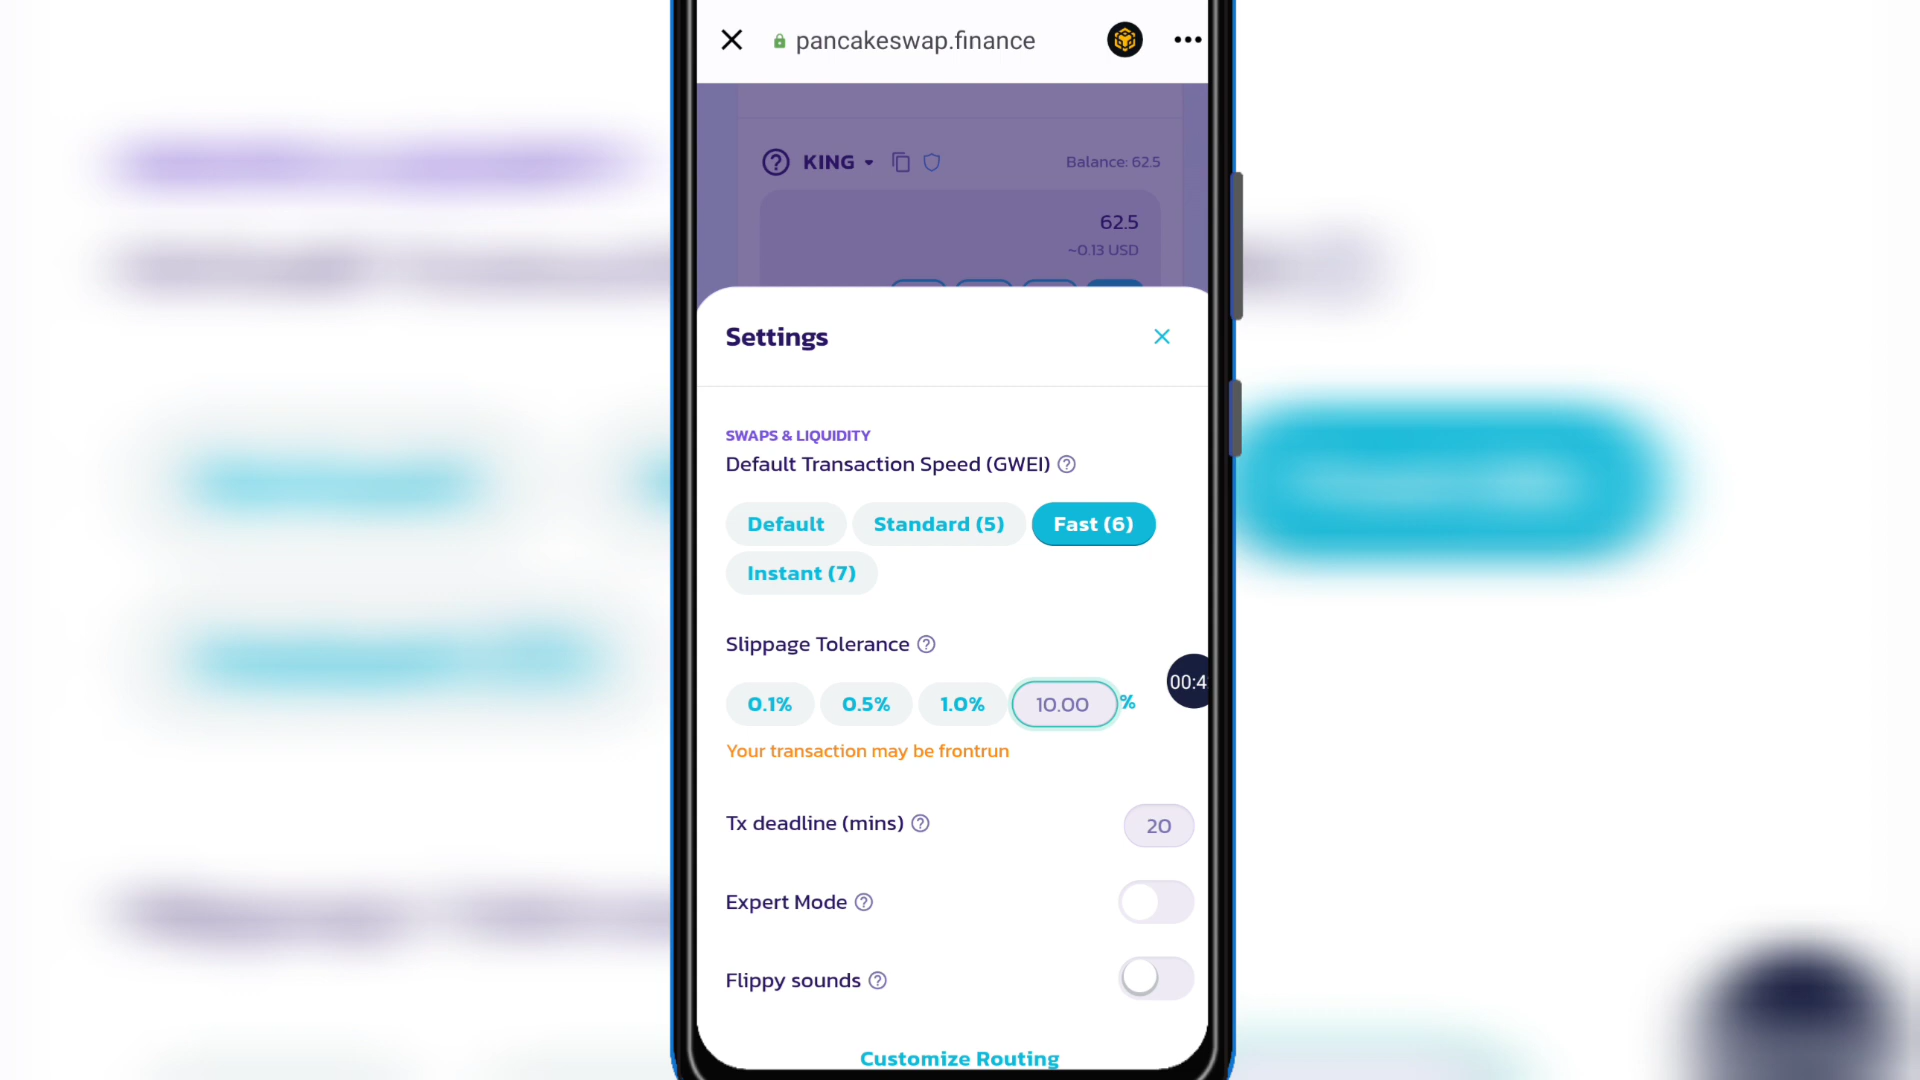 pancakeswap.finance
KING
Balance: 62.5
62.5
~0.13 USD
Settings
SWAPS & LIQUIDITY
Default Transaction Speed (GWEI)
Default
Standard (5)
Fast (6)
Instant (7)
Slippage Tolerance
0.1%
0.5%
1.0%
10.00
%
00:4
Your transaction may be frontrun
Tx deadline (mins)
20
Expert Mode
Flippy sounds
Customize Routing